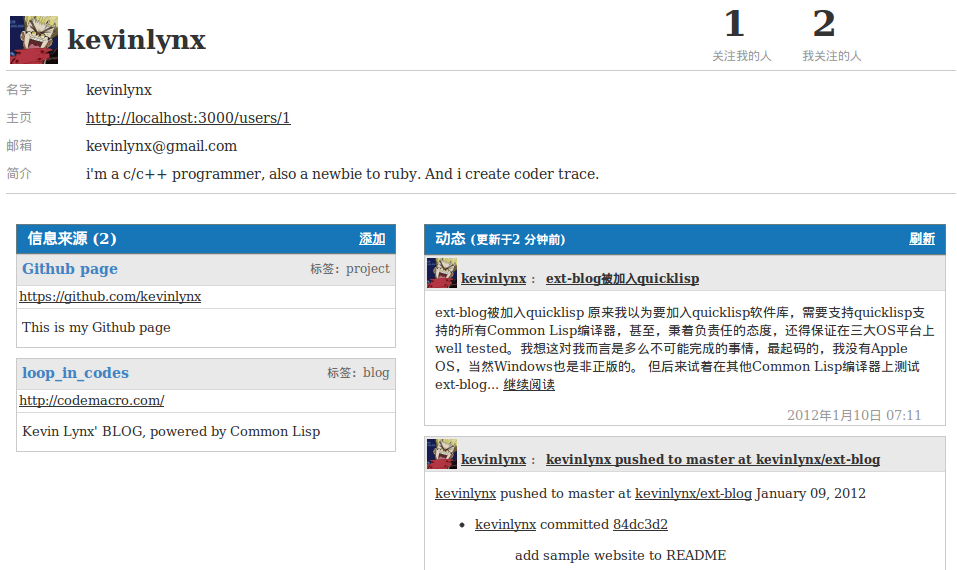 kevinlynx
1
关注我的人
2
我关注的人
名字 kevinlynx
主页 http://localhost:3000/users/1
邮箱 kevinlynx@gmail.com
简介 i'm a c/c++ programmer, also a newbie to ruby. And i create coder trace.
信息来源 (2) 添加
Github page 标签：project
https://github.com/kevinlynx
This is my Github page
loop_in_codes 标签：blog
http://codemacro.com/
Kevin Lynx' BLOG, powered by Common Lisp
动态 (更新于2 分钟前) 刷新
kevinlynx： ext-blog被加入quicklisp
ext-blog被加入quicklisp 原来我以为要加入quicklisp软件库，需要支持quicklisp支
持的所有Common Lisp编译器，甚至，秉着负责任的态度，还得保证在三大OS平台上
well tested。我想这对我而言是多么不可能完成的事情，最起码的，我没有Apple
OS，当然Windows也是非正版的。 但后来试着在其他Common Lisp编译器上测试
ext-blog... 继续阅读
2012年1月10日 07:11
kevinlynx： kevinlynx pushed to master at kevinlynx/ext-blog
kevinlynx pushed to master at kevinlynx/ext-blog January 09, 2012
• kevinlynx committed 84dc3d2
add sample website to README